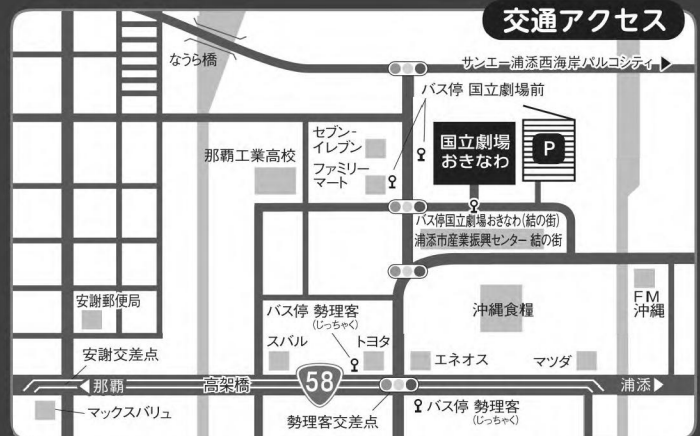 交通アクセス
なうら橋
サンエー浦添西海岸パルコシティ▶
バス停 国立劇場前
セブン-
イレブン
ファミリー
マート
那覇工業高校
国立劇場
おきなわ
P
バス停国立劇場おきなわ(結の街)
浦添市産業振興センター 結の街
安謝郵便局
バス停 勢理客
(じっちゃく)
沖縄食糧
FM
沖縄
スバル
トヨタ
エネオス
マツダ
安謝交差点
◀那覇
高架橋
58
浦添▶
マックスバリュ
勢理客交差点
バス停 勢理客
(じっちゃく)